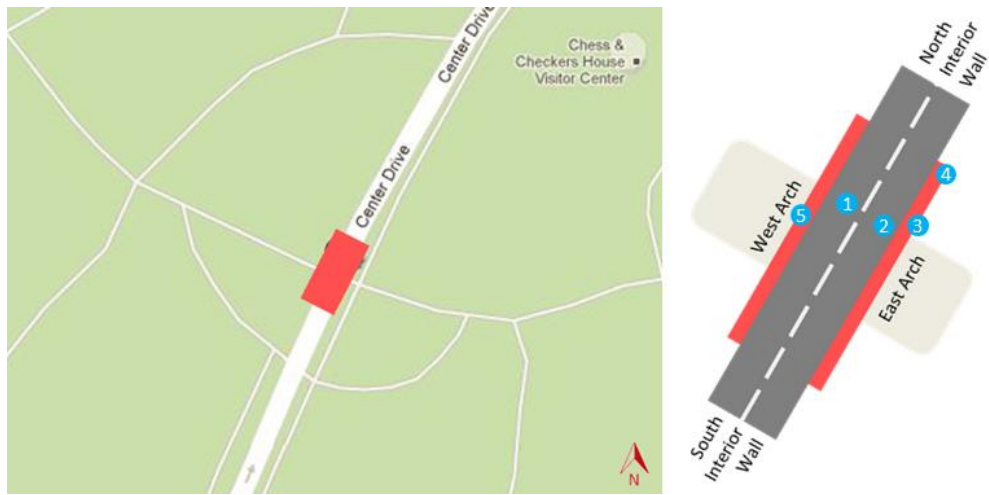 Center Drive
Chess &
Checkers House
Visitor Center
Center Drive
N
North
Interior
Wall
West Arch
East Arch
1
2
3
4
5
South
Interior
Wall